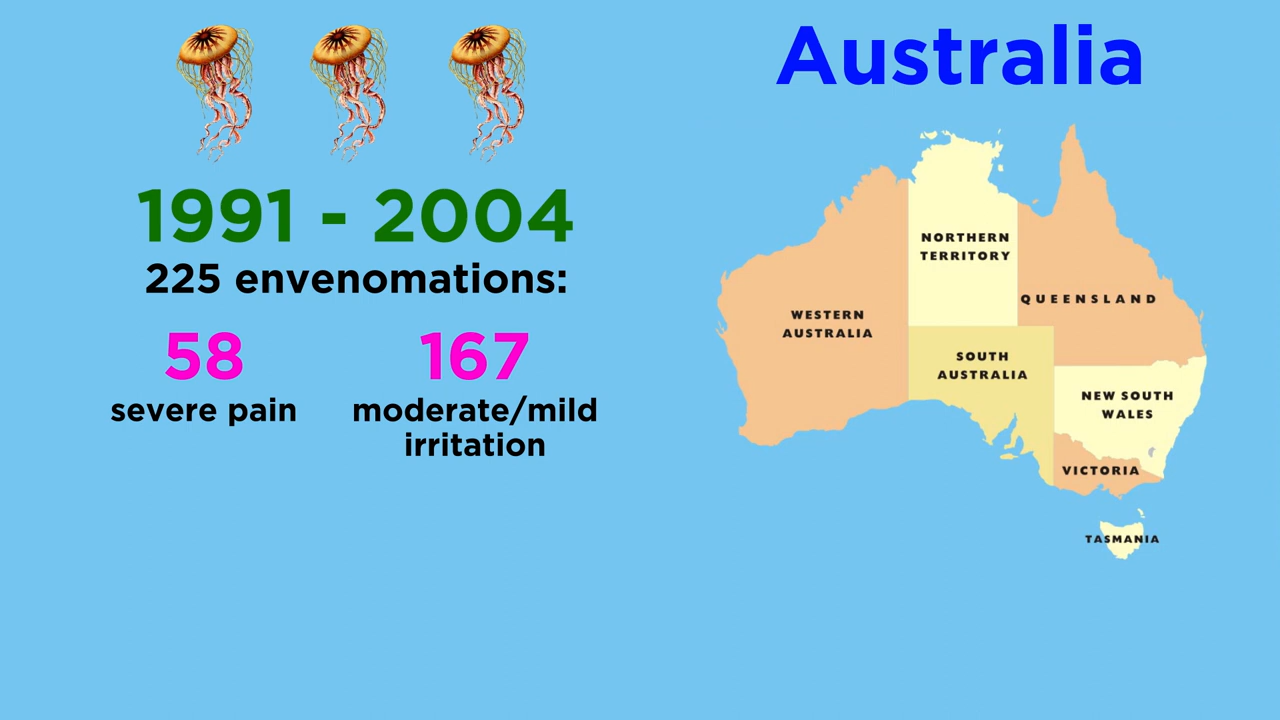 Australia
1991 - 2004
225 envenomations:
58
severe pain
167
moderate/mild
irritation
NORTHERN
TERRITORY
QUEENSLAND
WESTERN
AUSTRALIA
SOUTH
AUSTRALIA
NEW SOUTH
WALES
VICTORIA
TASMANIA